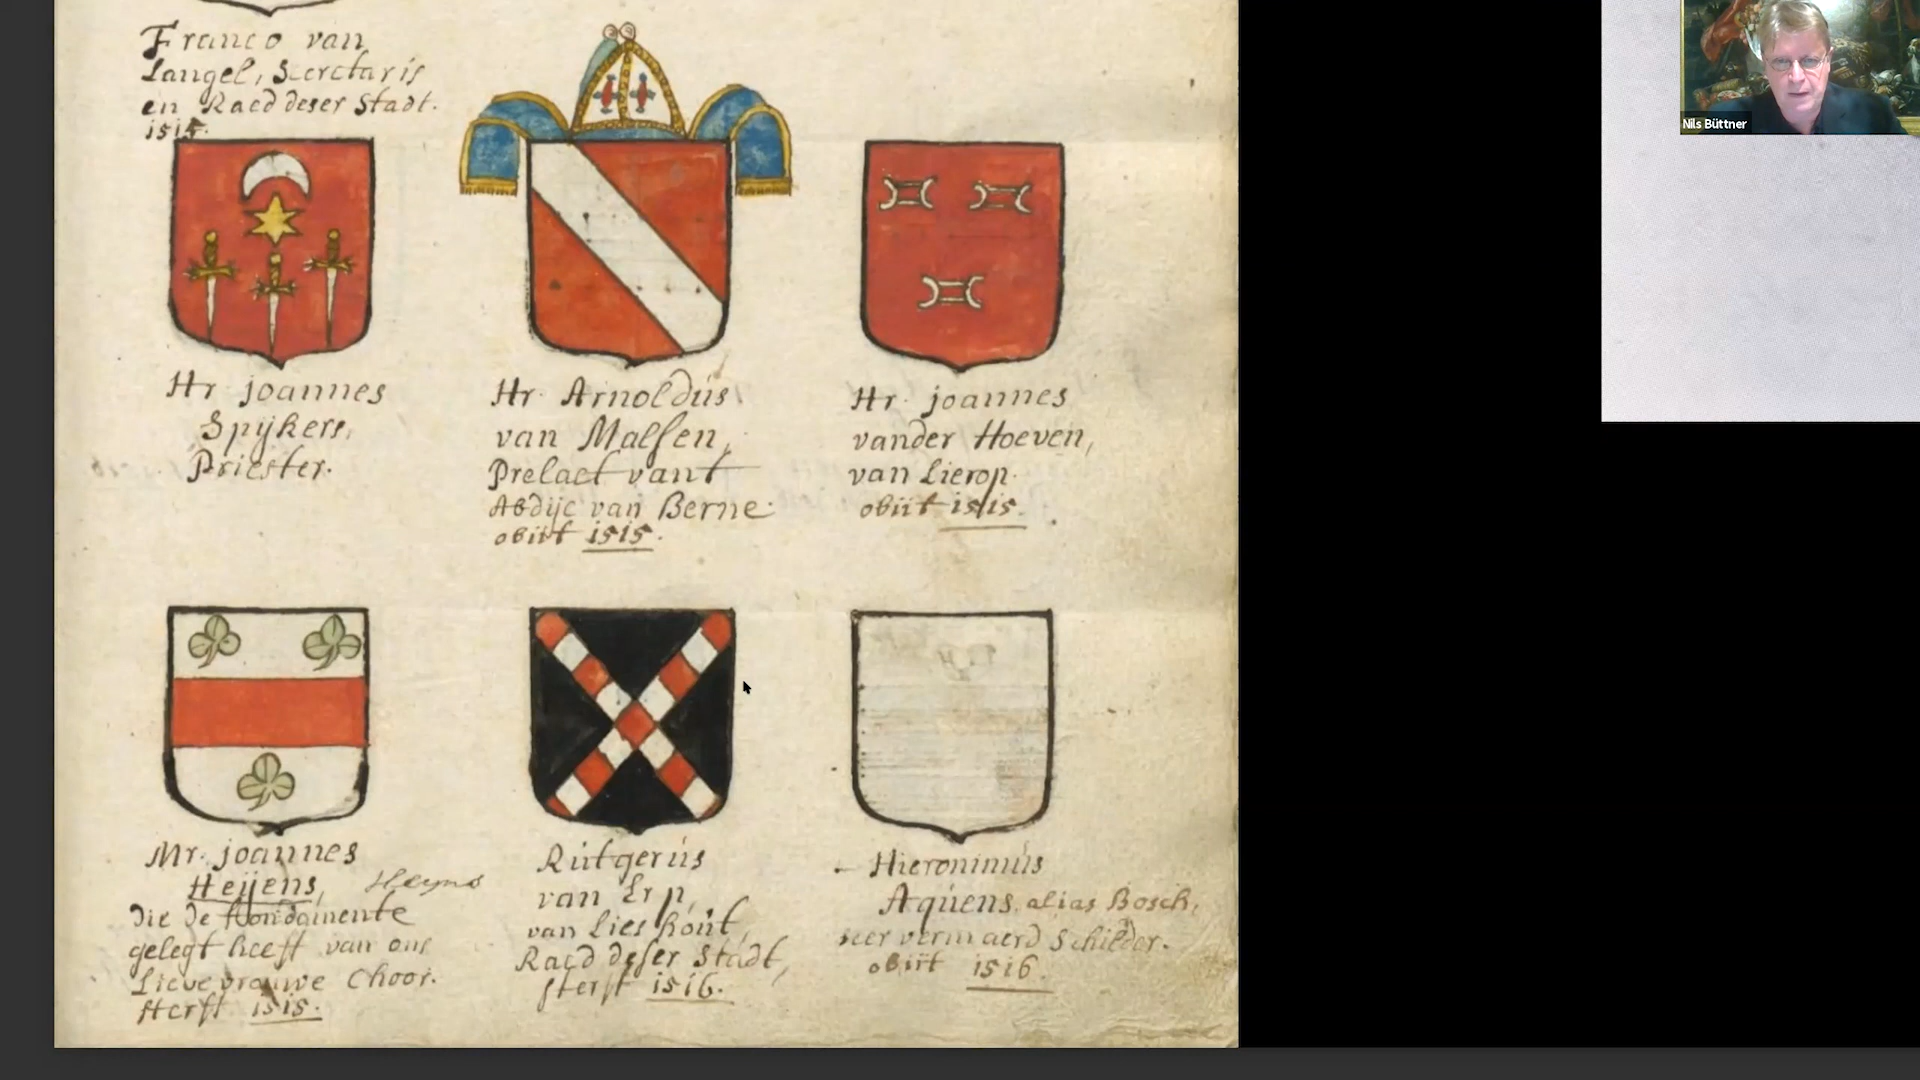 Franco van
Langel, Secretaris
en Raed deser Stadt.
1515.
Hr. joannes
Spijkers,
Priester.
Hr. Arnoldus
van Malsen,
Prelaet vant
Abdije van Berne.
obiit 1515.
Hr. joannes
vander Hoeven,
van Lierop.
obiit 1515.
Mr. joannes
Heijens, Heyns
die de fondamente
gelegt heeft van ons
Lieve vrouwe Choor.
sterft 1515.
Rutgerus
van Erp,
van Lieshout,
Raed deser Stadt,
sterft 1516.
Hieronimus
Aquens alias Bosch,
seer vermaerd Schilder.
obiit 1516.
Nils Büttner